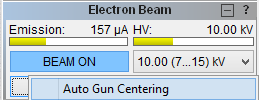 Electron Beam – ?
Emission: 157 µA HV: 10.00 kV
BEAM ON 10.00 (7...15) kV
Auto Gun Centering